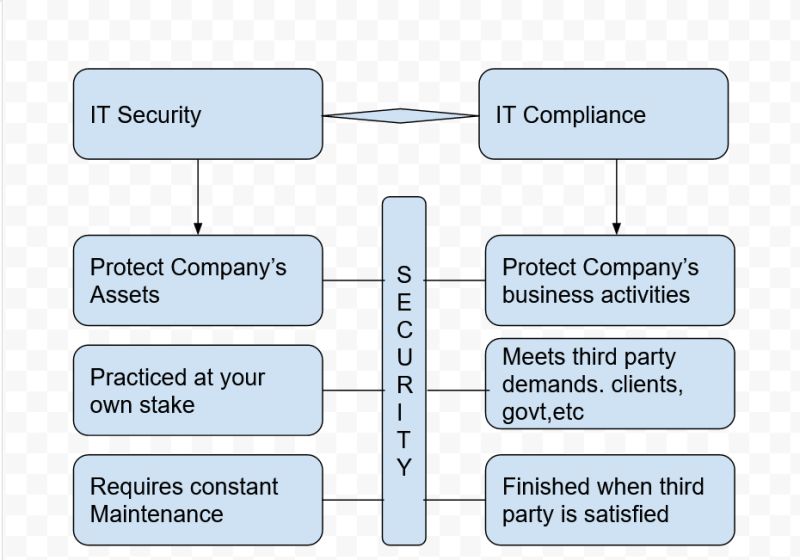 IT Security
IT Compliance
Protect Company’s
Assets
Practiced at your
own stake
Requires constant
Maintenance
S
E
C
U
R
I
T
Y
Protect Company’s
business activities
Meets third party
demands. clients,
govt,etc
Finished when third
party is satisfied